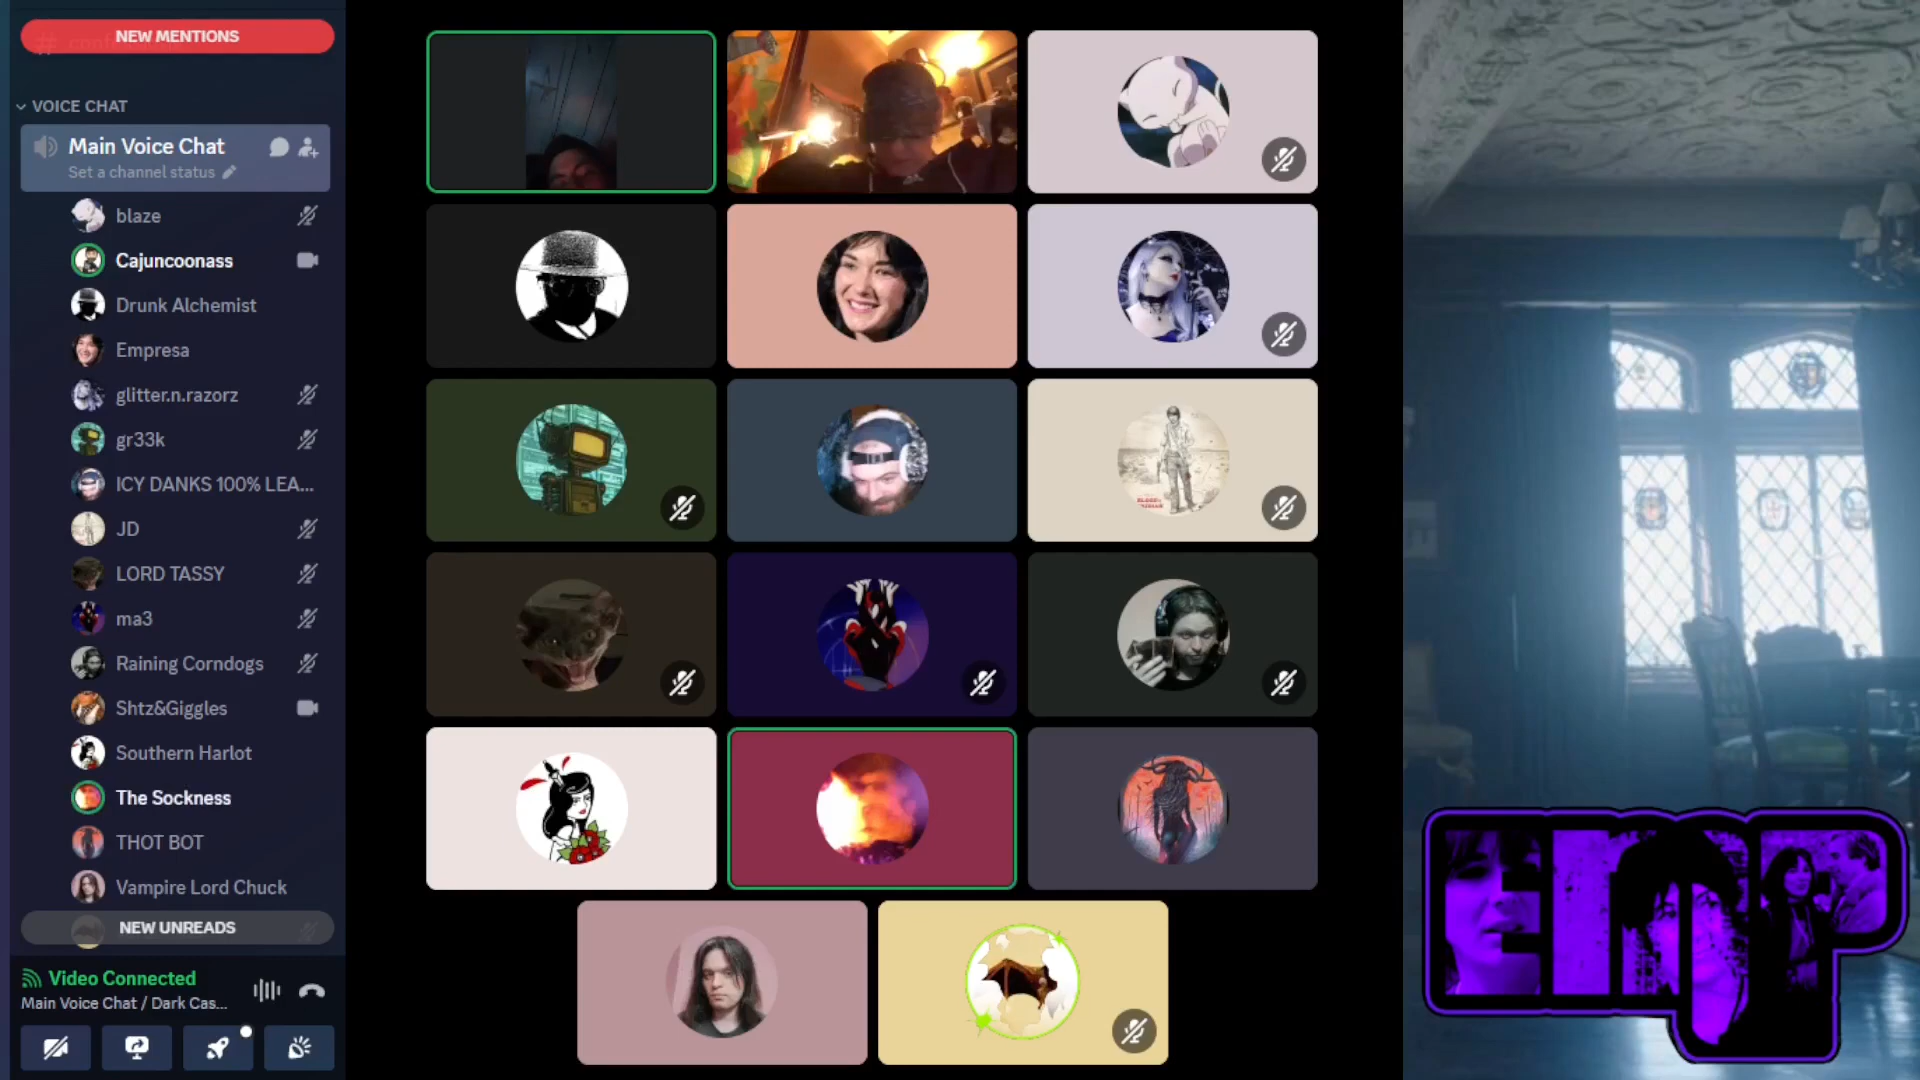 NEW MENTIONS
VOICE CHAT
Main Voice Chat
Set a channel status
blaze
Cajuncoonass
Drunk Alchemist
Empresa
glitter.n.razorz
gr33k
ICY DANKS 100% LEA...
JD
LORD TASSY
ma3
Raining Corndogs
Shtz&Giggles
Southern Harlot
The Sockness
THOT BOT
Vampire Lord Chuck
NEW UNREADS
Video Connected
Main Voice Chat / Dark Cas...
EMP